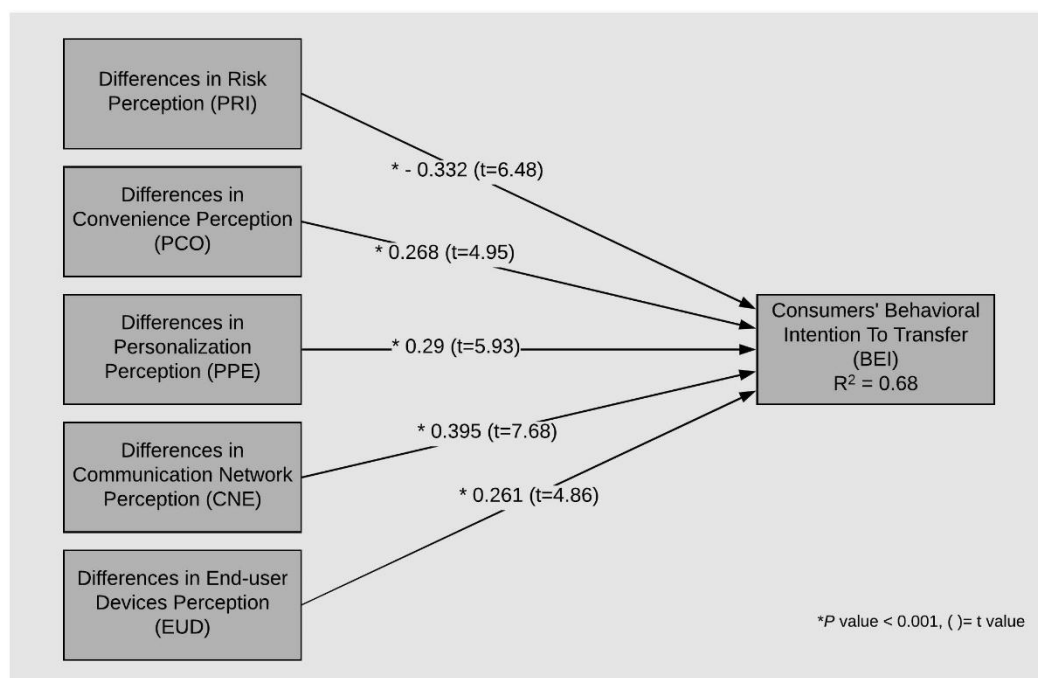 Differences in Risk
Perception (PRI)
* - 0.332 (t=6.48)
Differences in
Convenience Perception
(PCO)
* 0.268 (t=4.95)
Differences in
Personalization
Perception (PPE)
* 0.29 (t=5.93)
Differences in
Communication Network
Perception (CNE)
* 0.395 (t=7.68)
Differences in End-user
Devices Perception
(EUD)
* 0.261 (t=4.86)
Consumers' Behavioral
Intention To Transfer
(BEI)
R² = 0.68
*P value < 0.001, ( )= t value